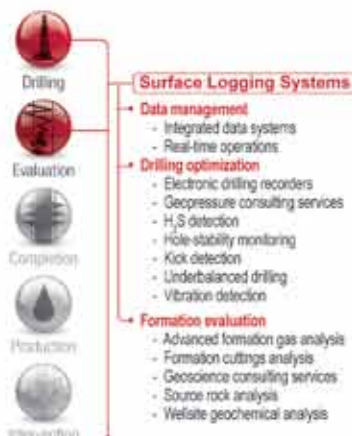 Drilling
Surface Logging Systems
Data management
- Integrated data systems
- Real-time operations
Evaluation
Drilling optimization
- Electronic drilling recorders
- Geopressure consulting services
- H₂S detection
- Hole-stability monitoring
- Kick detection
- Underbalanced drilling
- Vibration detection
Completion
Formation evaluation
- Advanced formation gas analysis
- Formation cuttings analysis
- Geoscience consulting services
- Source rock analysis
- Wellsite geochemical analysis
Production
Intervention